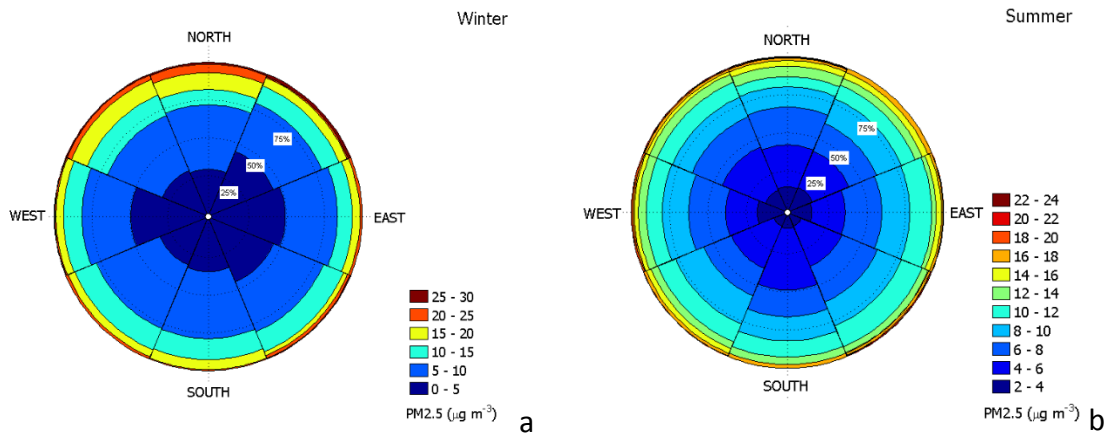 Winter
NORTH
75%
50%
25%
WEST
EAST
SOUTH
25 - 30
20 - 25
15 - 20
10 - 15
5 - 10
0 - 5
PM2.5 (µg m⁻³)
a
Summer
NORTH
75%
50%
25%
WEST
EAST
SOUTH
22 - 24
20 - 22
18 - 20
16 - 18
14 - 16
12 - 14
10 - 12
8 - 10
6 - 8
4 - 6
2 - 4
PM2.5 (µg m⁻³)
b